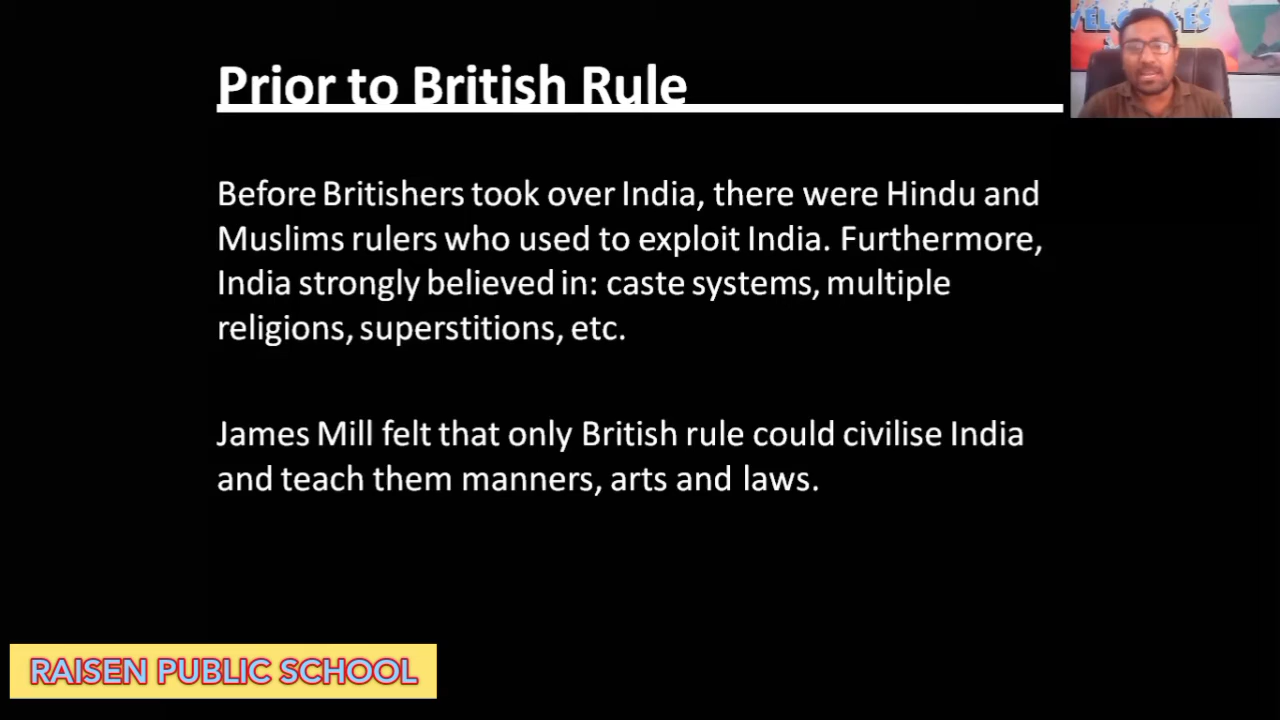 Prior to British Rule
Before Britishers took over India, there were Hindu and
Muslims rulers who used to exploit India. Furthermore,
India strongly believed in: caste systems, multiple
religions, superstitions, etc.
James Mill felt that only British rule could civilise India
and teach them manners, arts and laws.
RAISEN PUBLIC SCHOOL